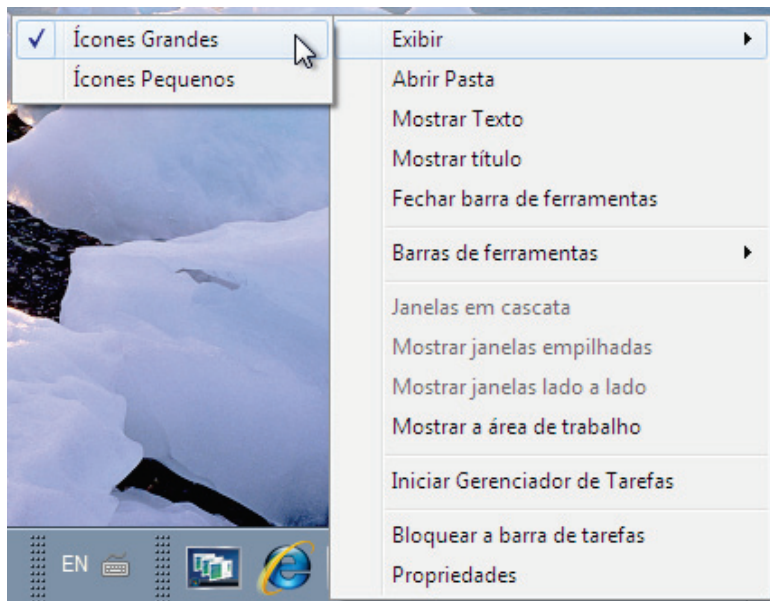 Ícones Grandes
Ícones Pequenos
Exibir
Abrir Pasta
Mostrar Texto
Mostrar título
Fechar barra de ferramentas
Barras de ferramentas
Janelas em cascata
Mostrar janelas empilhadas
Mostrar janelas lado a lado
Mostrar a área de trabalho
Iniciar Gerenciador de Tarefas
Bloquear a barra de tarefas
Propriedades
EN